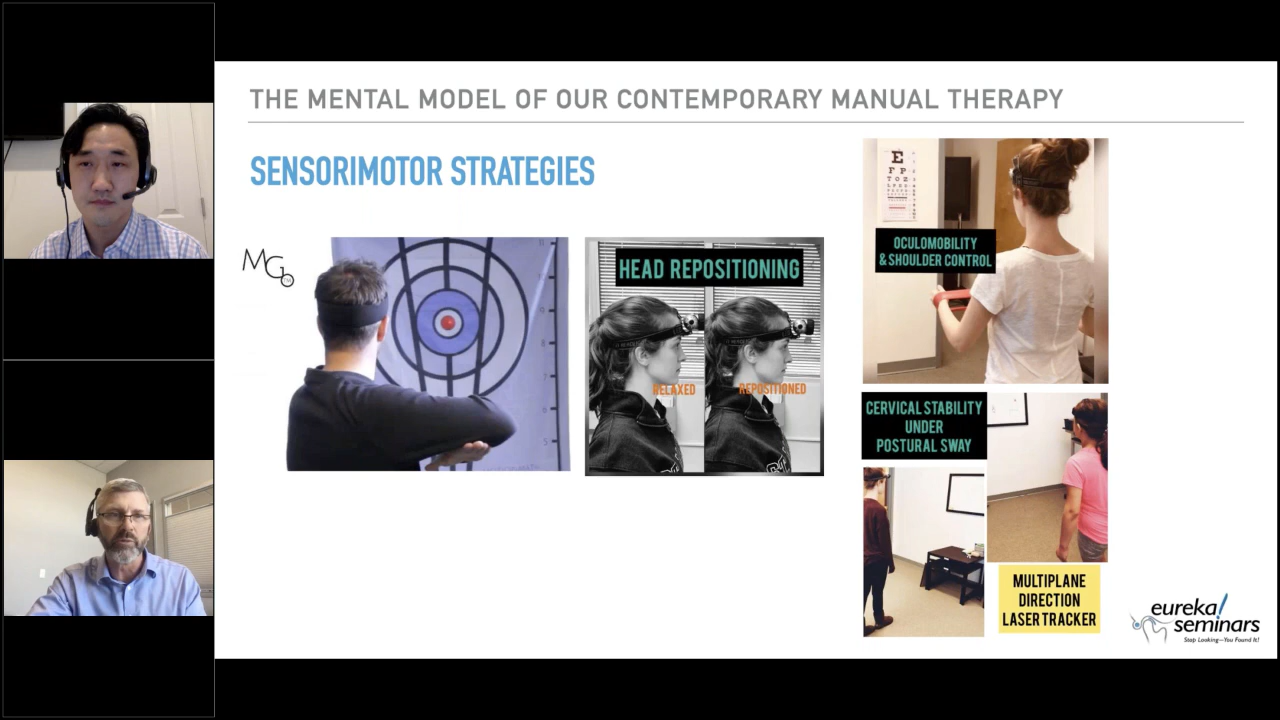 THE MENTAL MODEL OF OUR CONTEMPORARY MANUAL THERAPY
SENSORIMOTOR STRATEGIES
MG
HEAD REPOSITIONING
RELAXED
REPOSITIONED
E
F P
T O Z
OCULOMOBILITY
& SHOULDER CONTROL
CERVICAL STABILITY
UNDER
POSTURAL SWAY
MULTIPLANE
DIRECTION
LASER TRACKER
eureka!
seminars
Stop Looking—You Found It!